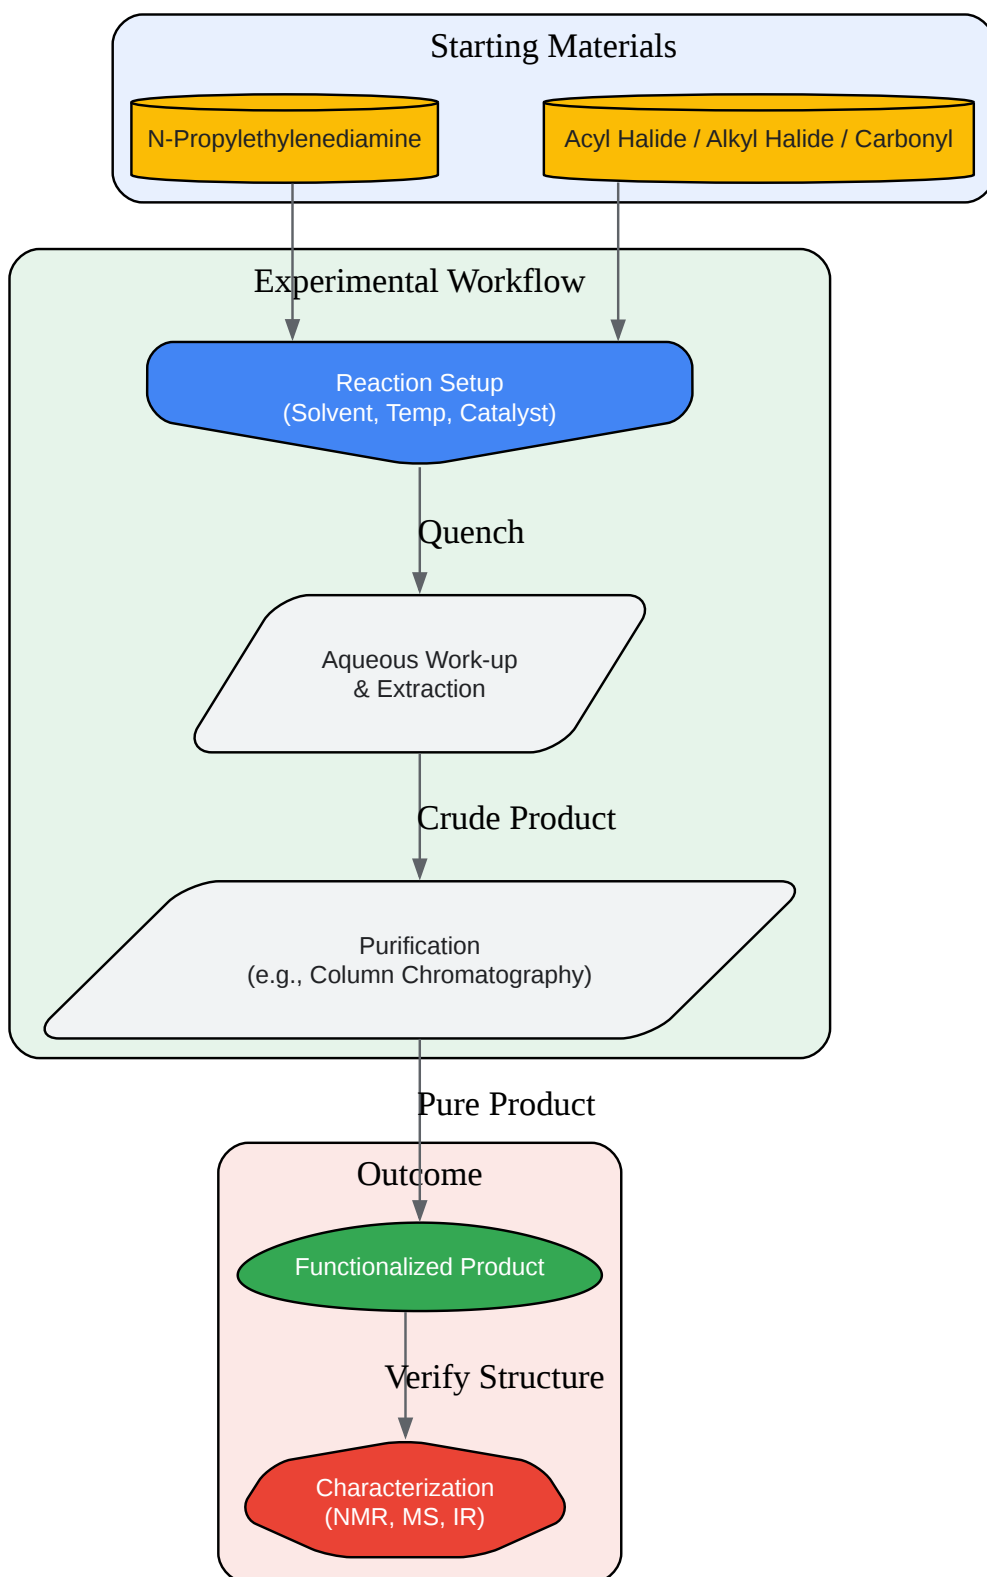 Starting Materials
N-Propylethylenediamine
Acyl Halide / Alkyl Halide / Carbonyl
Experimental Workflow
Reaction Setup
(Solvent, Temp, Catalyst)
Quench
Aqueous Work-up
& Extraction
Crude Product
Purification
(e.g., Column Chromatography)
Pure Product
Outcome
Functionalized Product
Verify Structure
Characterization
(NMR, MS, IR)